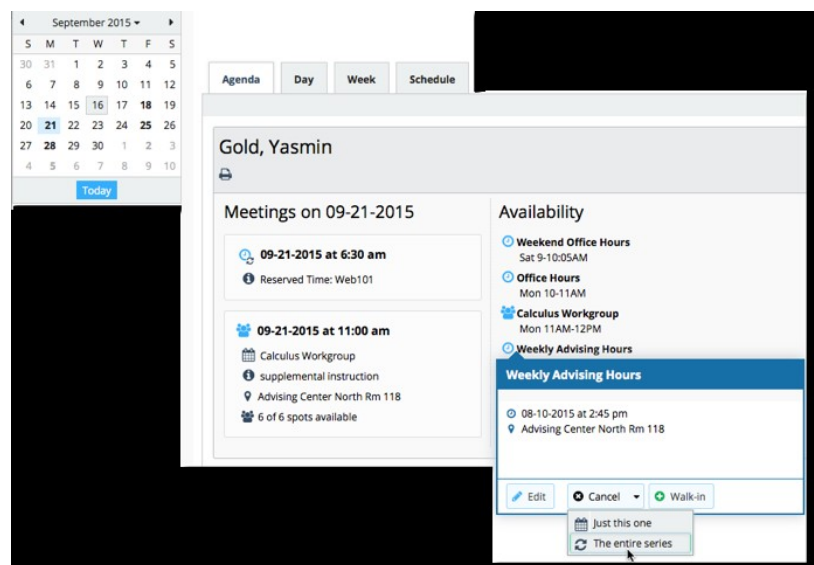 September 2015
S M T W T F S
30 31 1 2 3 4 5
6 7 8 9 10 11 12
13 14 15 16 17 18 19
20 21 22 23 24 25 26
27 28 29 30 1 2 3
4 5 6 7 8 9 10
Today
Agenda Day Week Schedule
Gold, Yasmin
Meetings on 09-21-2015
09-21-2015 at 6:30 am
Reserved Time: Web101
09-21-2015 at 11:00 am
Calculus Workgroup
supplemental instruction
Advising Center North Rm 118
6 of 6 spots available
Availability
Weekend Office Hours
Sat 9-10:05AM
Office Hours
Mon 10-11AM
Calculus Workgroup
Mon 11AM-12PM
Weekly Advising Hours
Weekly Advising Hours
08-10-2015 at 2:45 pm
Advising Center North Rm 118
Edit Cancel Walk-in
Just this one
The entire series